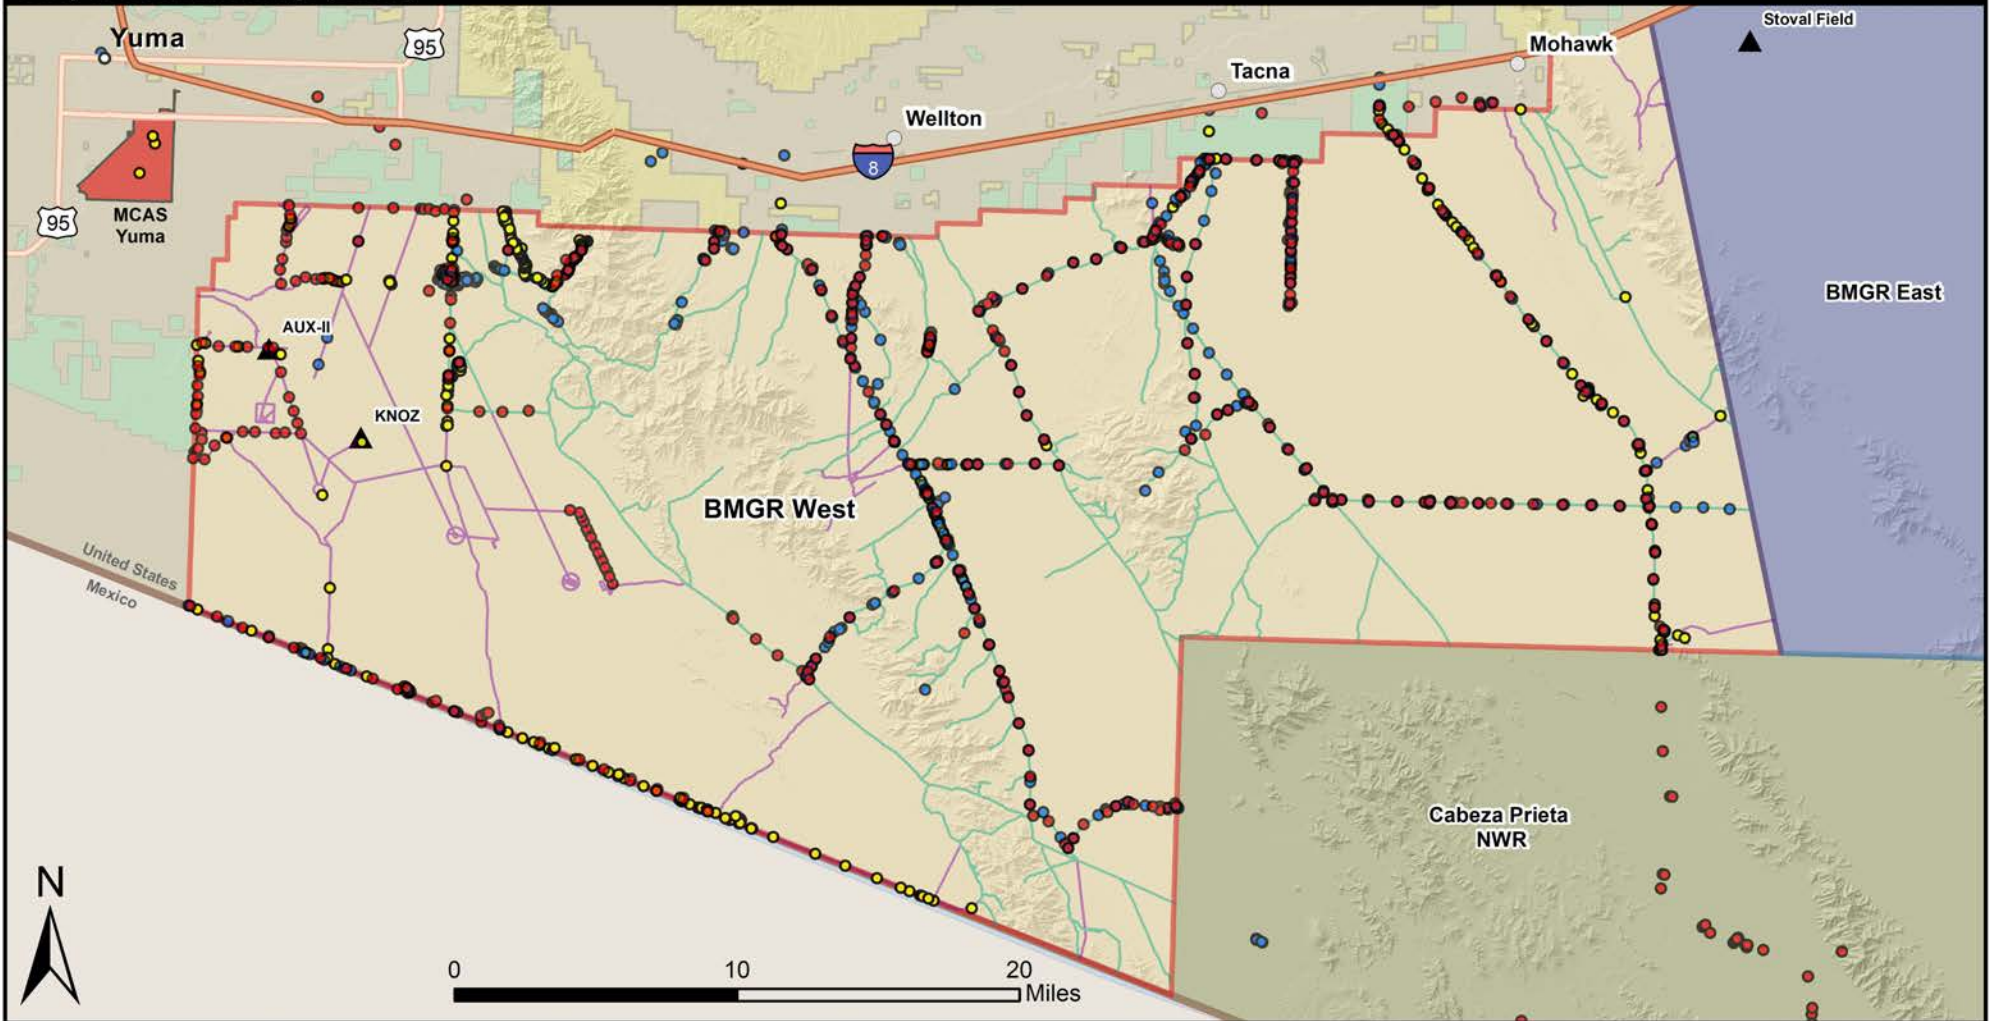 Stoval Field
Yuma
95
Mohawk
Tacna
Wellton
8
95
MCAS
Yuma
BMGR East
AUX-II
KNOZ
BMGR West
United States
Mexico
Cabeza Prieta
NWR
N
0 10 20
Miles